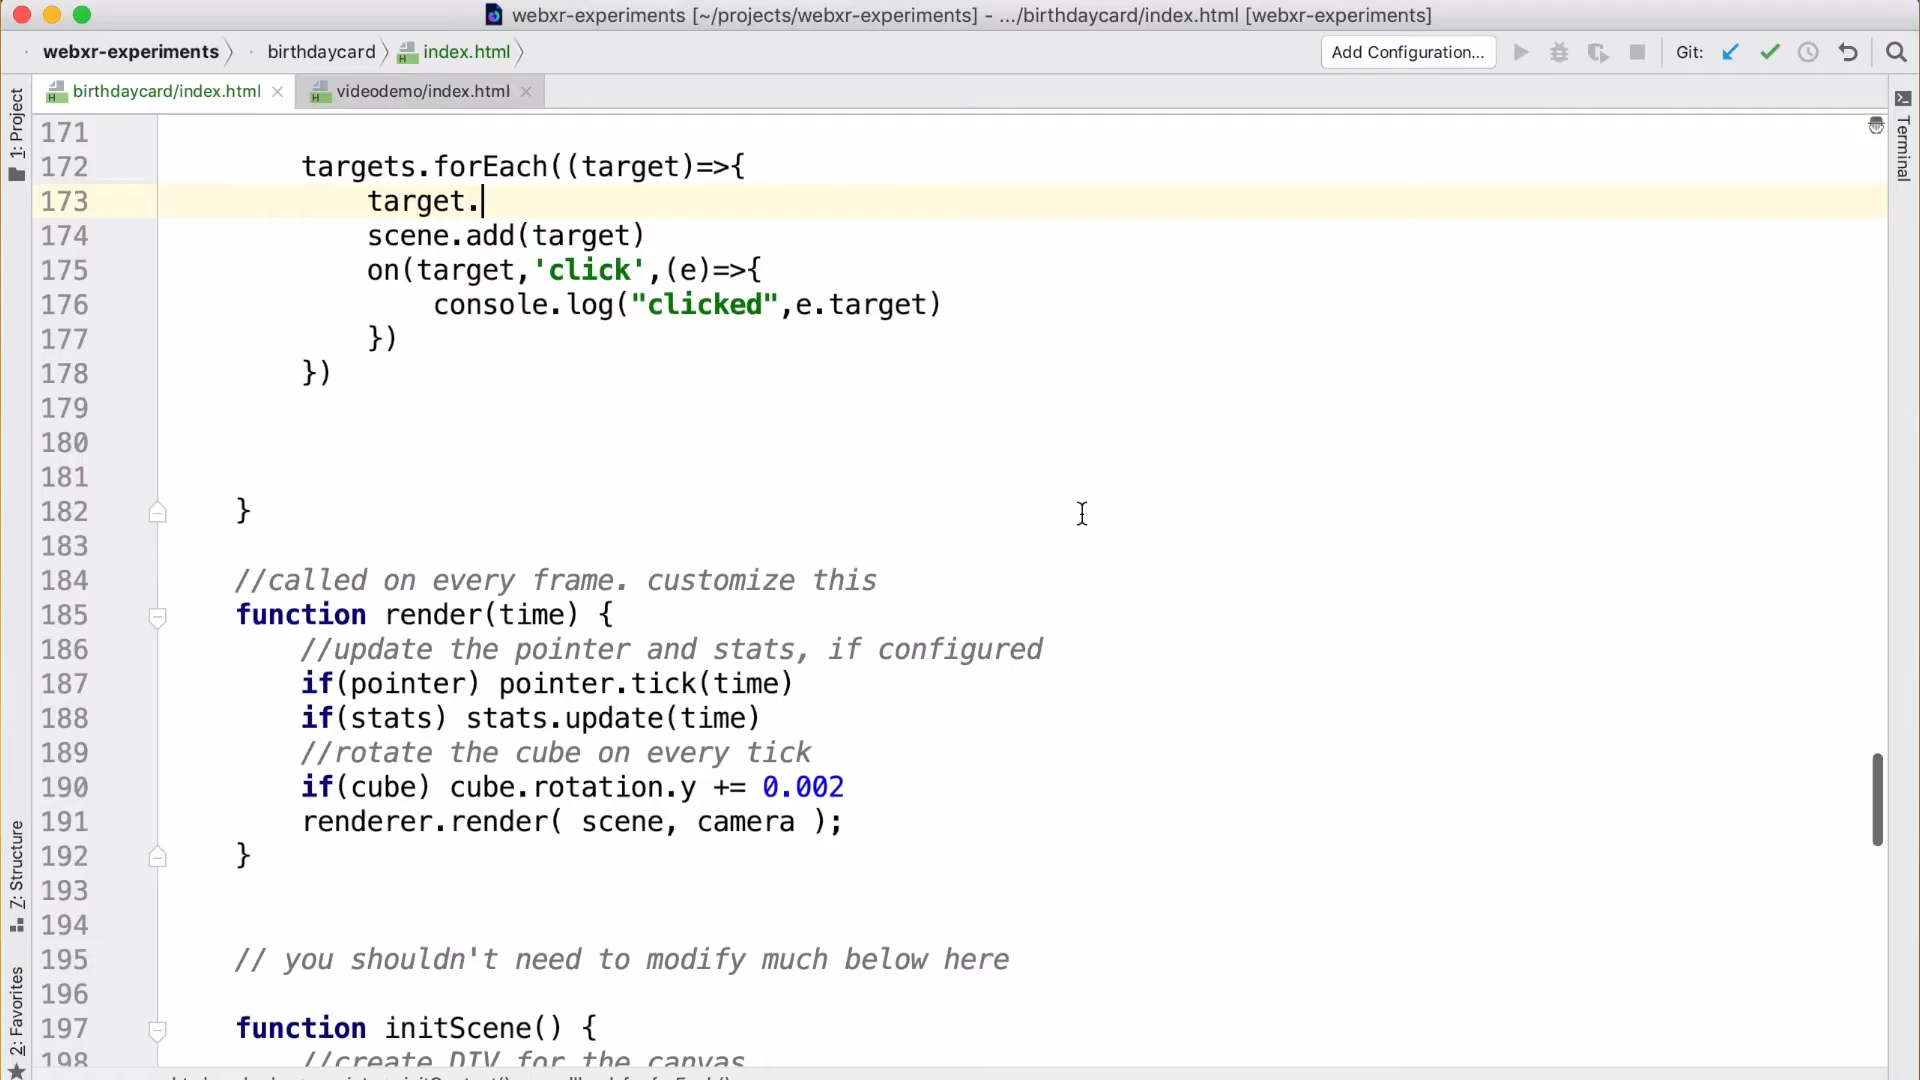 webxr-experiments [~/projects/webxr-experiments] - .../birthdaycard/index.html [webxr-experiments]
webxr-experiments birthdaycard index.html Add Configuration... Git:
birthdaycard/index.html videodemo/index.html
1: Project
Terminal
171
172 targets.forEach((target)=>{
173 target.
174 scene.add(target)
175 on(target,'click',(e)=>{
176 console.log("clicked",e.target)
177 })
178 })
179
180
181
182 }
183
184 //called on every frame. customize this
185 function render(time) {
186 //update the pointer and stats, if configured
187 if(pointer) pointer.tick(time)
188 if(stats) stats.update(time)
189 //rotate the cube on every tick
190 if(cube) cube.rotation.y += 0.002
191 renderer.render( scene, camera );
192 }
193
194
195 // you shouldn't need to modify much below here
196
197 function initScene() {
198 //create DIV for the canvas
7: Structure
2: Favorites